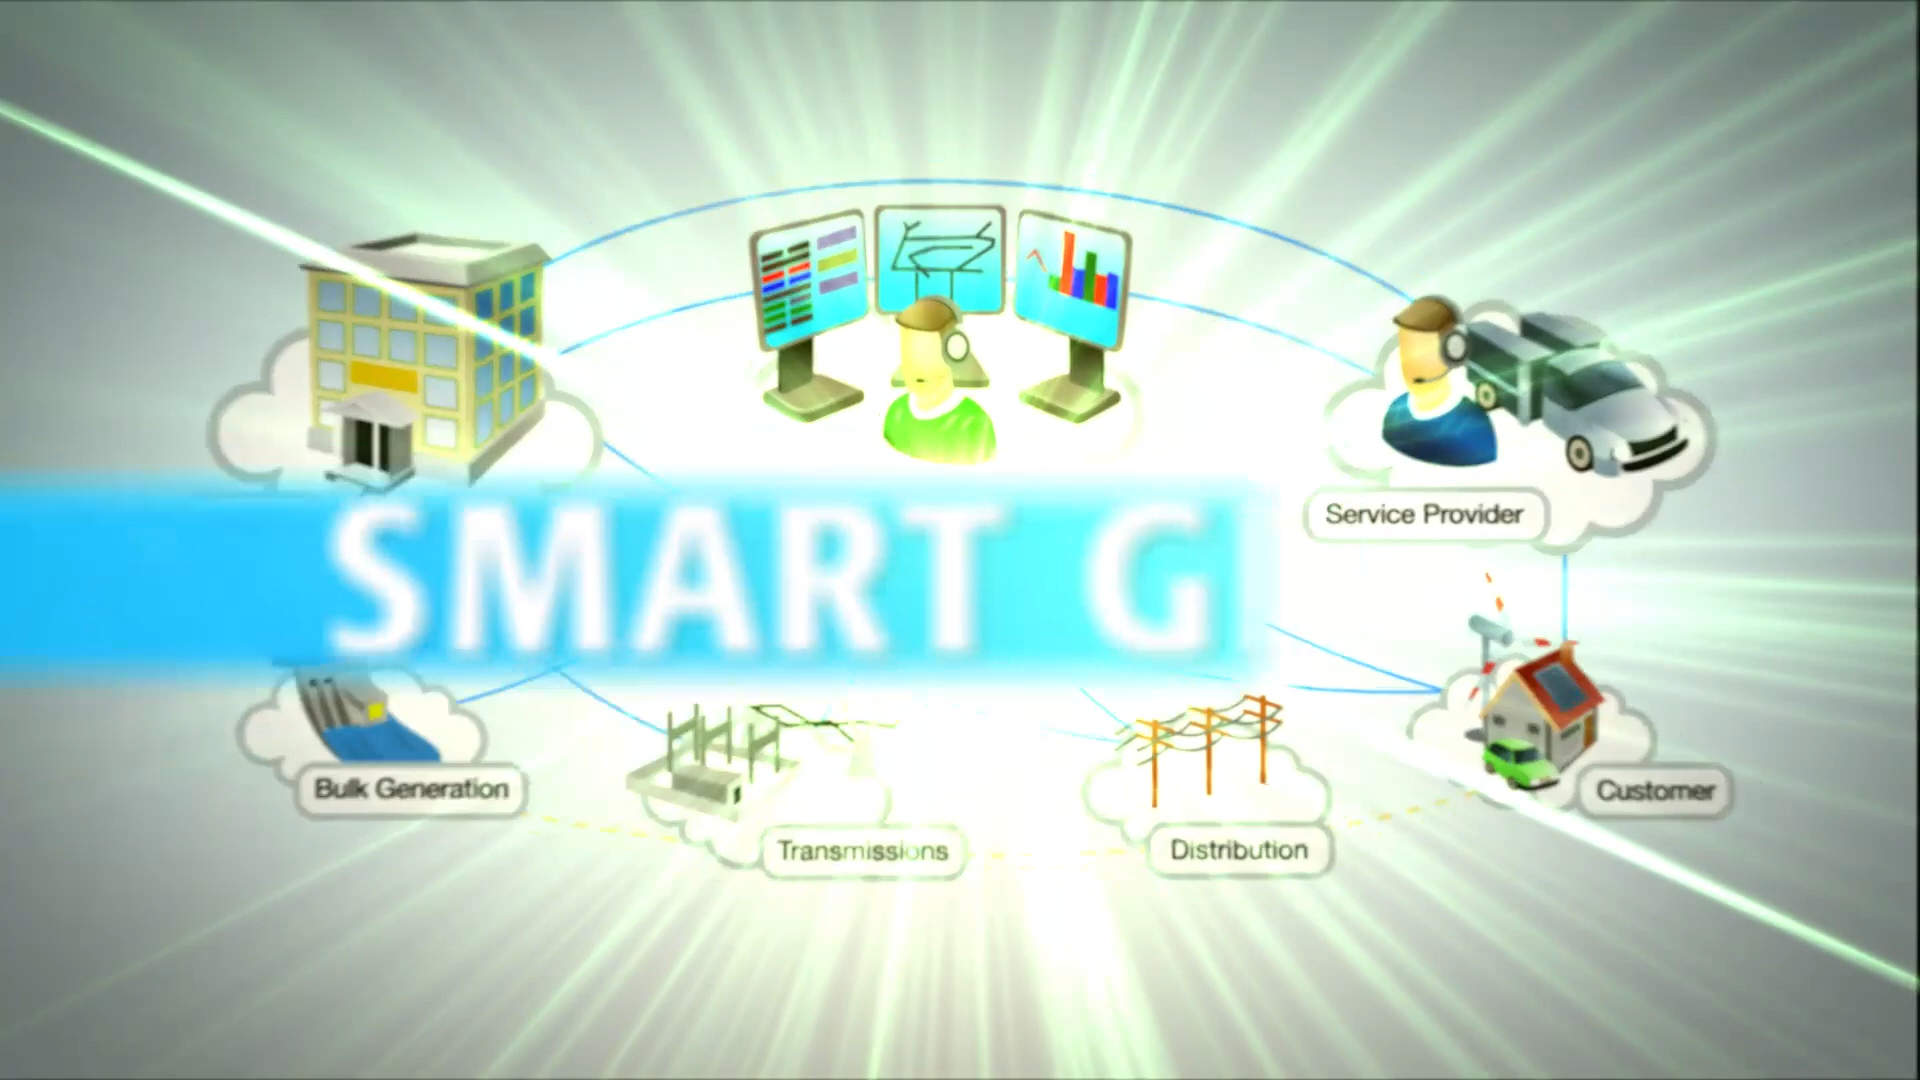 SMART G
Service Provider
Bulk Generation
Customer
Transmissions
Distribution